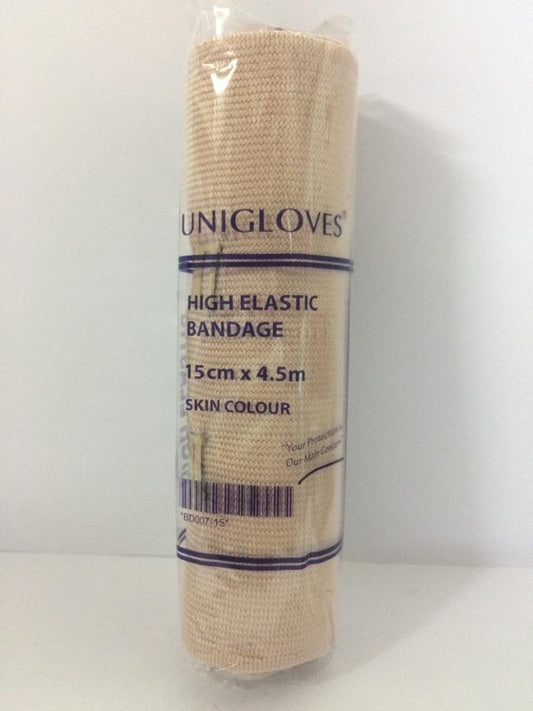 UNIGLOVES®
HIGH ELASTIC
BANDAGE
15cm x 4.5m
SKIN COLOUR
"Your Protection is
Our Main Concern"
*BD007-15*